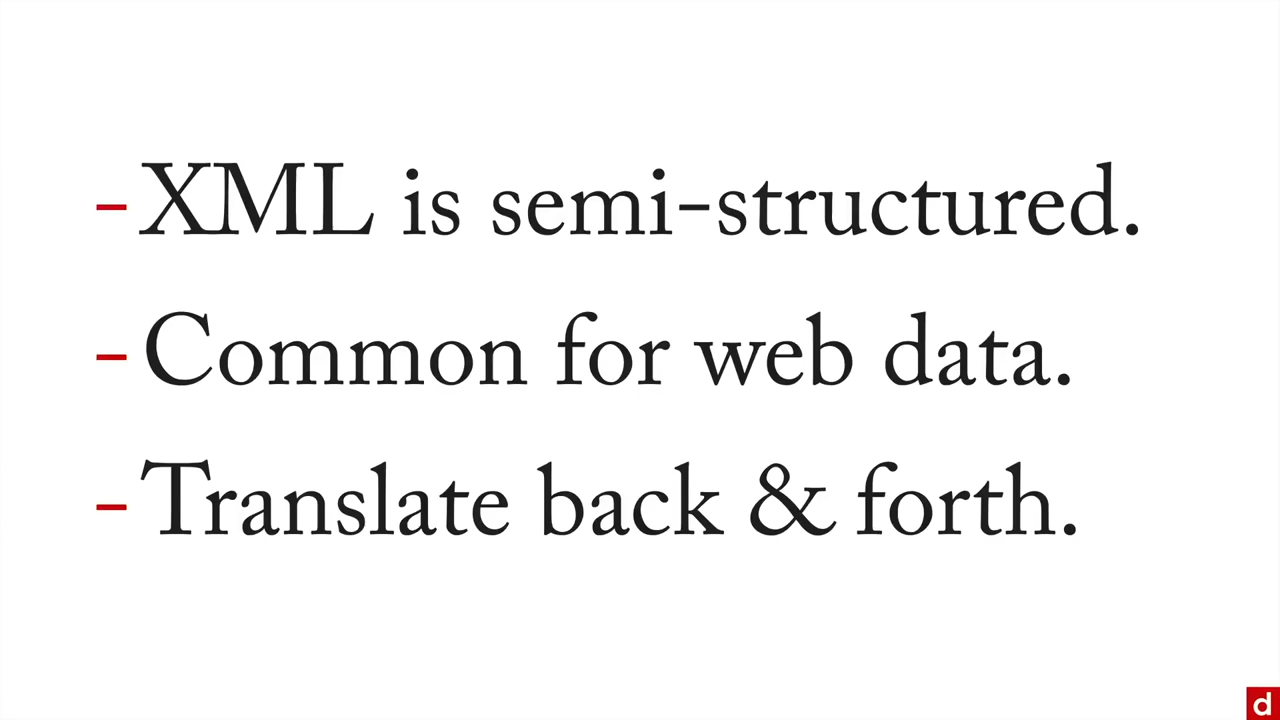 -XML is semi-structured.
-Common for web data.
-Translate back & forth.
d